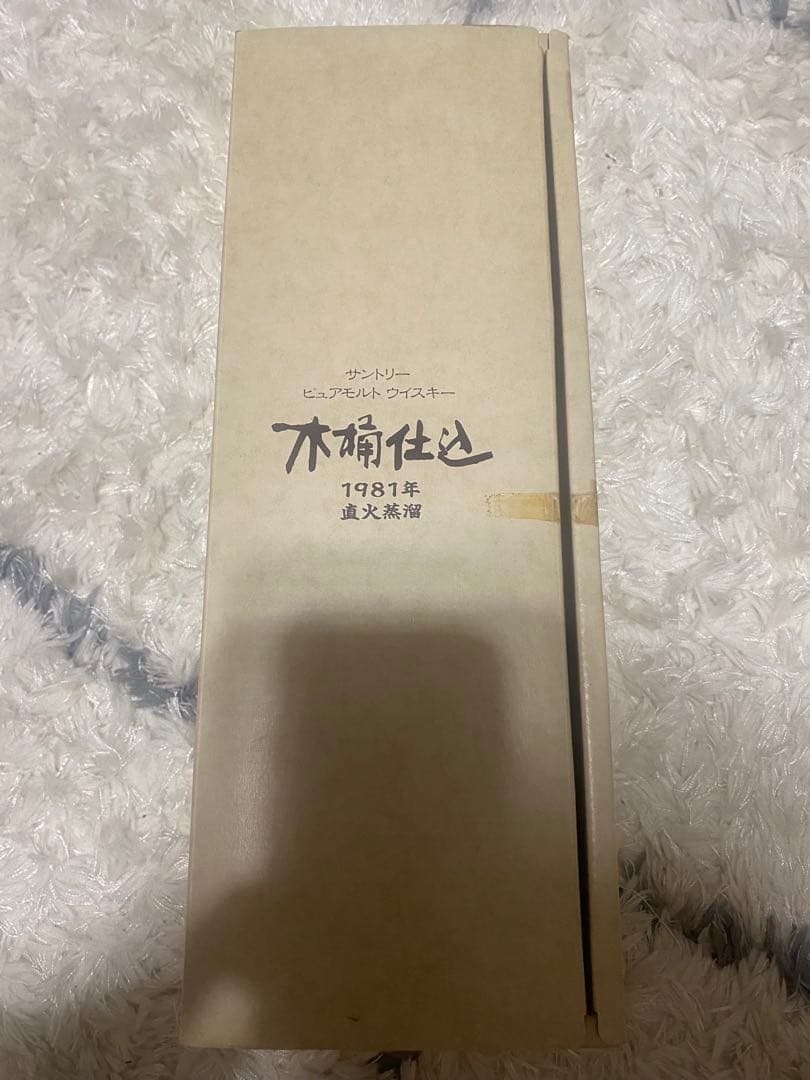 サントリー
ピュアモルト ウイスキー
木桶仕込
1981年
直火蒸溜